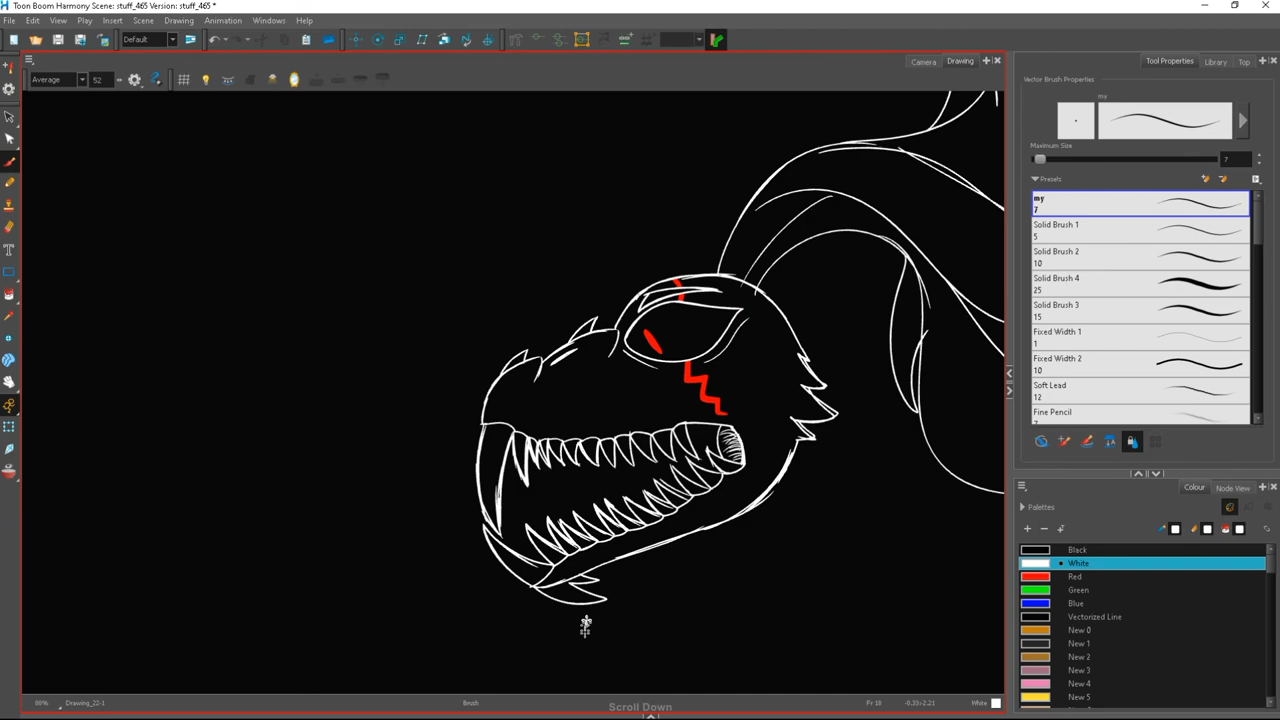 Toon Boom Harmony Scene: stuff_465 Version: stuff_465 *
File Edit View Play Insert Scene Drawing Animation Windows Help
Default
Camera Drawing
Average 52
Tool Properties Library Top
Vector Brush Properties
my
Maximum Size
7
Presets
my
7
Solid Brush 1
5
Solid Brush 2
10
Solid Brush 4
25
Solid Brush 3
15
Fixed Width 1
1
Fixed Width 2
10
Soft Lead
12
Fine Pencil
Colour Node View
Palettes
Black
White
Red
Green
Blue
Vectorized Line
New 0
New 1
New 2
New 3
New 4
New 5
80% Drawing_22-1 Brush Scroll Down Fr 18 -0.33:-2.21 White